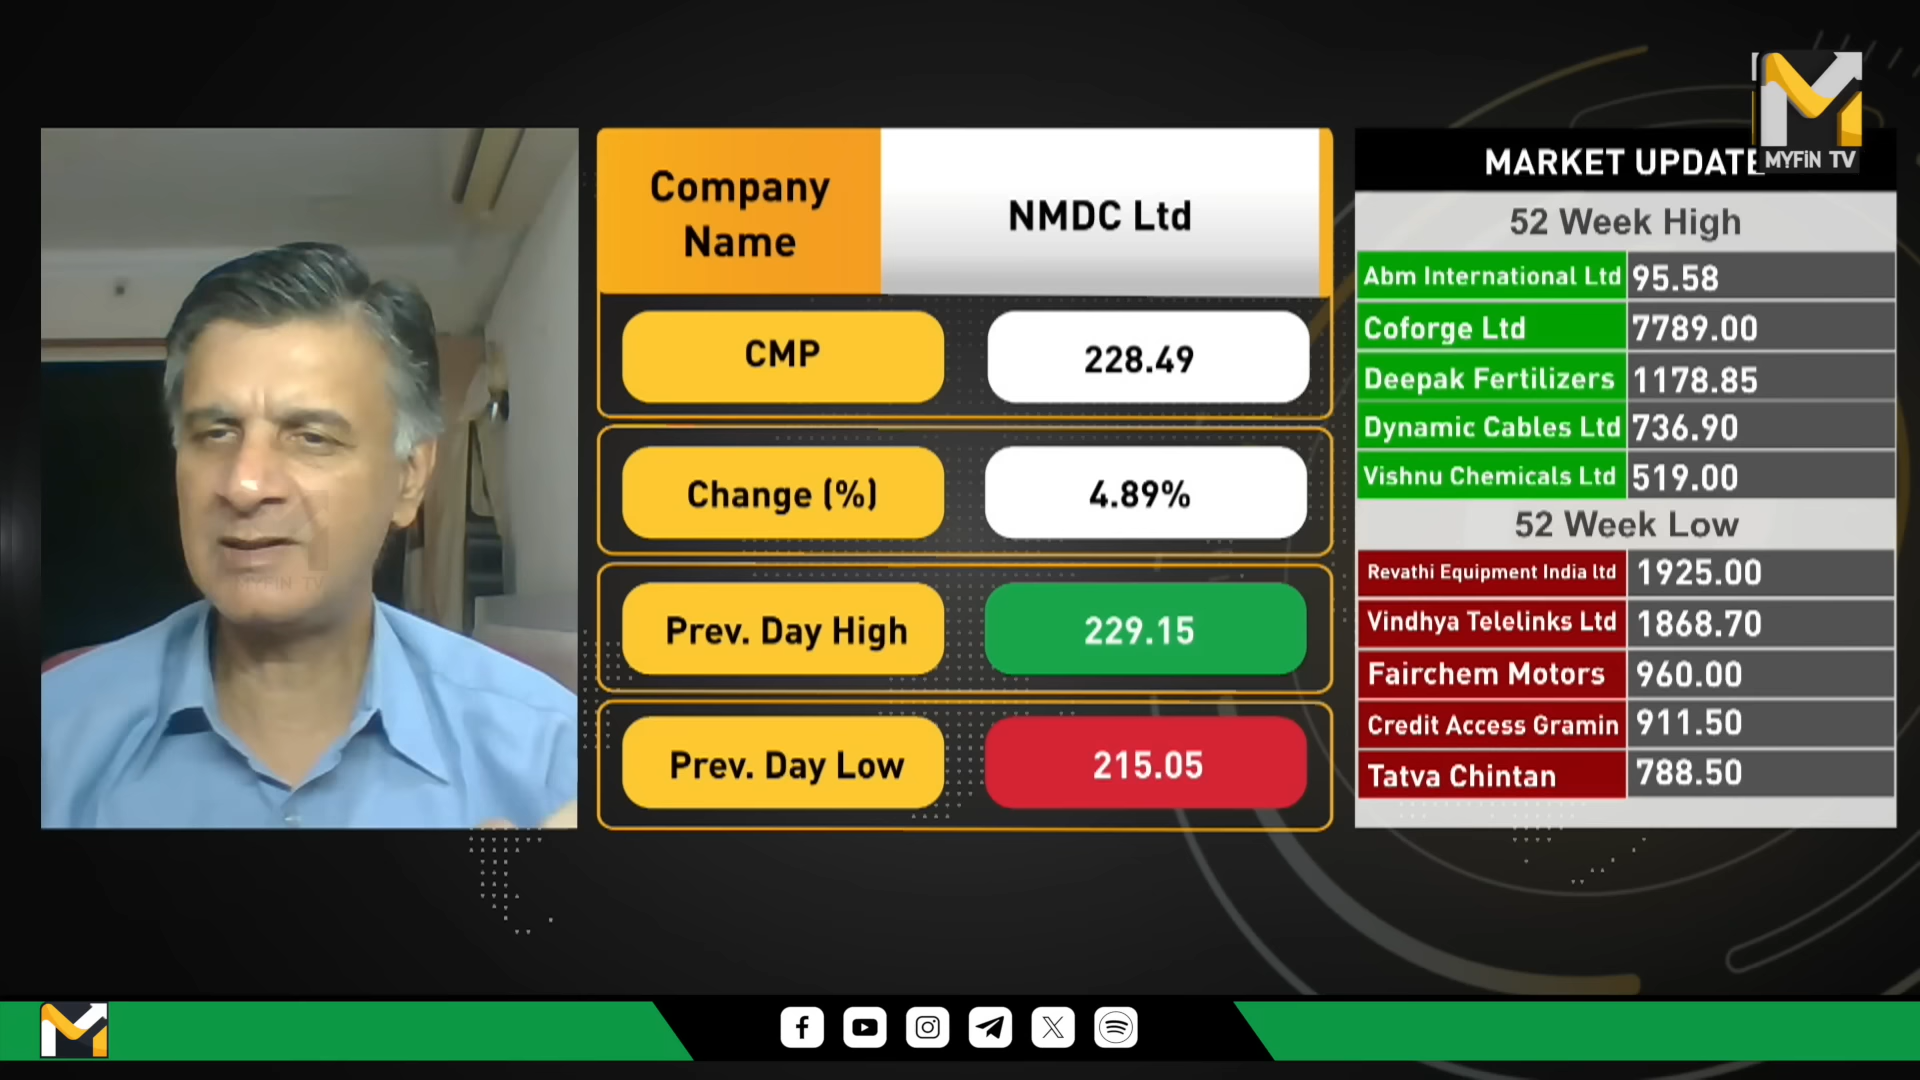 MYFiN TV
Company
Name
NMDC Ltd
CMP
228.49
Change (%)
4.89%
Prev. Day High
229.15
Prev. Day Low
215.05
MARKET UPDATE
52 Week High
Abm International Ltd 95.58
Coforge Ltd 7789.00
Deepak Fertilizers 1178.85
Dynamic Cables Ltd 736.90
Vishnu Chemicals Ltd 519.00
52 Week Low
Revathi Equipment India ltd 1925.00
Vindhya Telelinks Ltd 1868.70
Fairchem Motors 960.00
Credit Access Gramin 911.50
Tatva Chintan 788.50
MYFIN TV